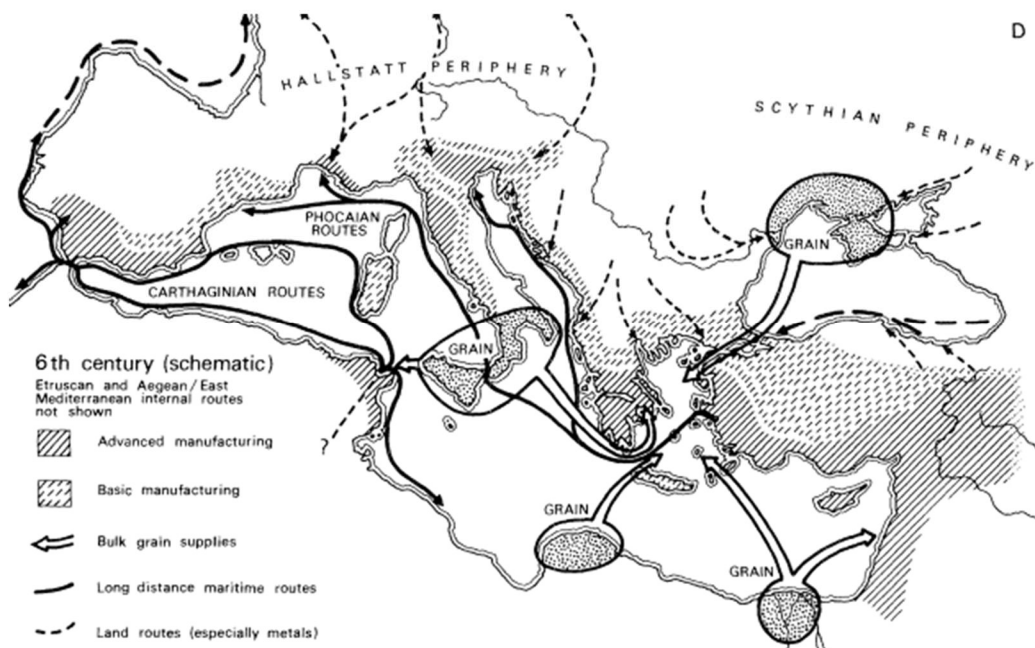 D
HALLSTATT PERIPHERY
SCYTHIAN PERIPHERY
PHOCAIAN
ROUTES
GRAIN
CARTHAGINIAN ROUTES
GRAIN
6th century (schematic)
Etruscan and Aegean/East
Mediterranean internal routes
not shown
?
Advanced manufacturing
Basic manufacturing
GRAIN
Bulk grain supplies
GRAIN
Long distance maritime routes
Land routes (especially metals)